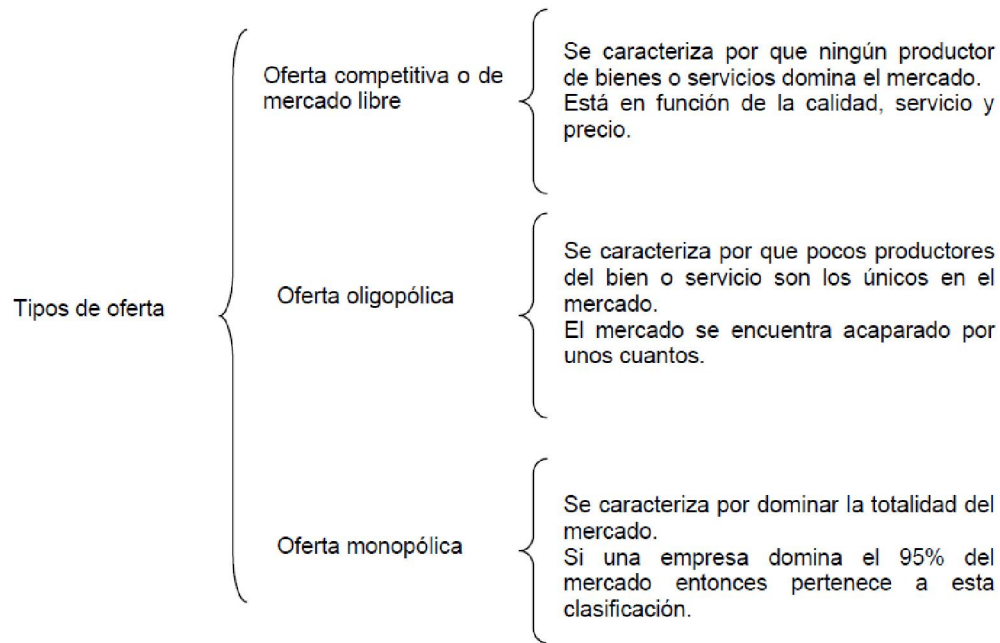 Tipos de oferta
Oferta competitiva o de
mercado libre
Se caracteriza por que ningún productor
de bienes o servicios domina el mercado.
Está en función de la calidad, servicio y
precio.
Oferta oligopólica
Se caracteriza por que pocos productores
del bien o servicio son los únicos en el
mercado.
El mercado se encuentra acaparado por
unos cuantos.
Oferta monopólica
Se caracteriza por dominar la totalidad del
mercado.
Si una empresa domina el 95% del
mercado entonces pertenece a esta
clasificación.